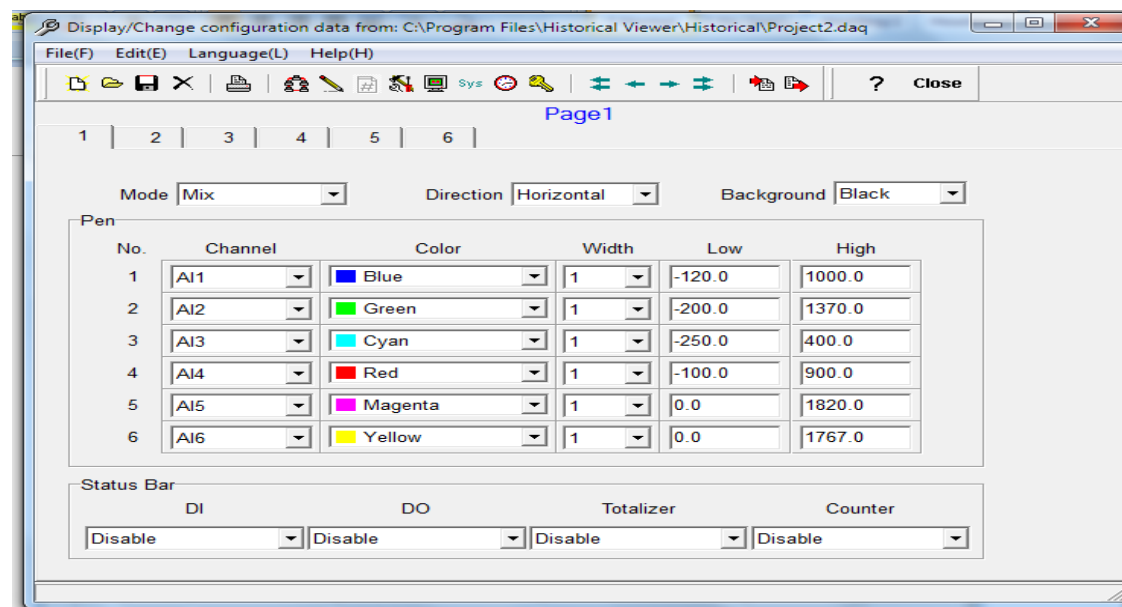 Display/Change configuration data from: C:\Program Files\Historical Viewer\Historical\Project2.daq
File(F) Edit(E) Language(L) Help(H)
Sys ? Close
Page1
1 2 3 4 5 6
Mode Mix Direction Horizontal Background Black
Pen
No. Channel Color Width Low High
1 AI1 Blue 1 -120.0 1000.0
2 AI2 Green 1 -200.0 1370.0
3 AI3 Cyan 1 -250.0 400.0
4 AI4 Red 1 -100.0 900.0
5 AI5 Magenta 1 0.0 1820.0
6 AI6 Yellow 1 0.0 1767.0
Status Bar
DI DO Totalizer Counter
Disable Disable Disable Disable